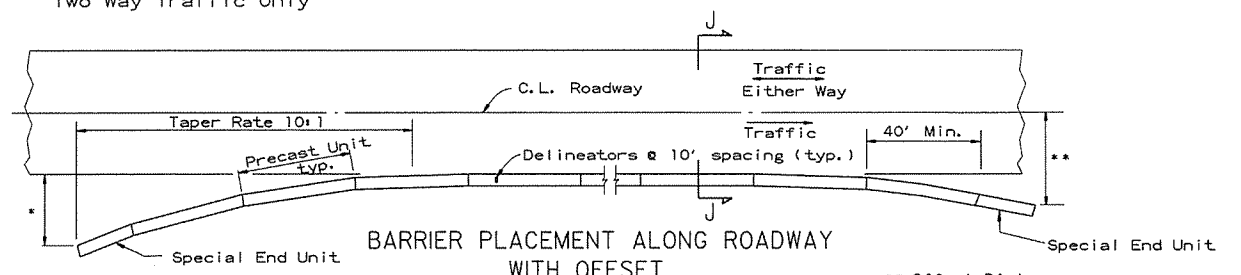 Two Way Traffic Only
J
Traffic
Either Way
C.L. Roadway
Taper Rate 10:1
Traffic
40' Min.
Precast Unit
typ.
Delineators @ 10' spacing (typ.)
**
*
J
Special End Unit
BARRIER PLACEMENT ALONG ROADWAY
WITH OFFSET
Special End Unit